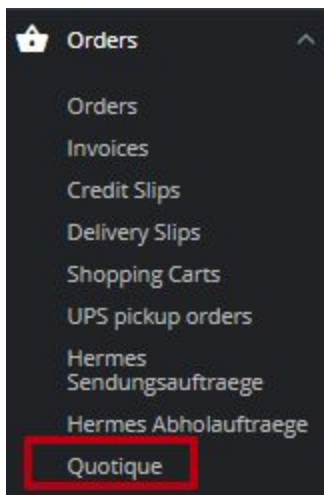 Orders
Orders
Invoices
Credit Slips
Delivery Slips
Shopping Carts
UPS pickup orders
Hermes
Sendungsauftraege
Hermes Abholauftraege
Quotique